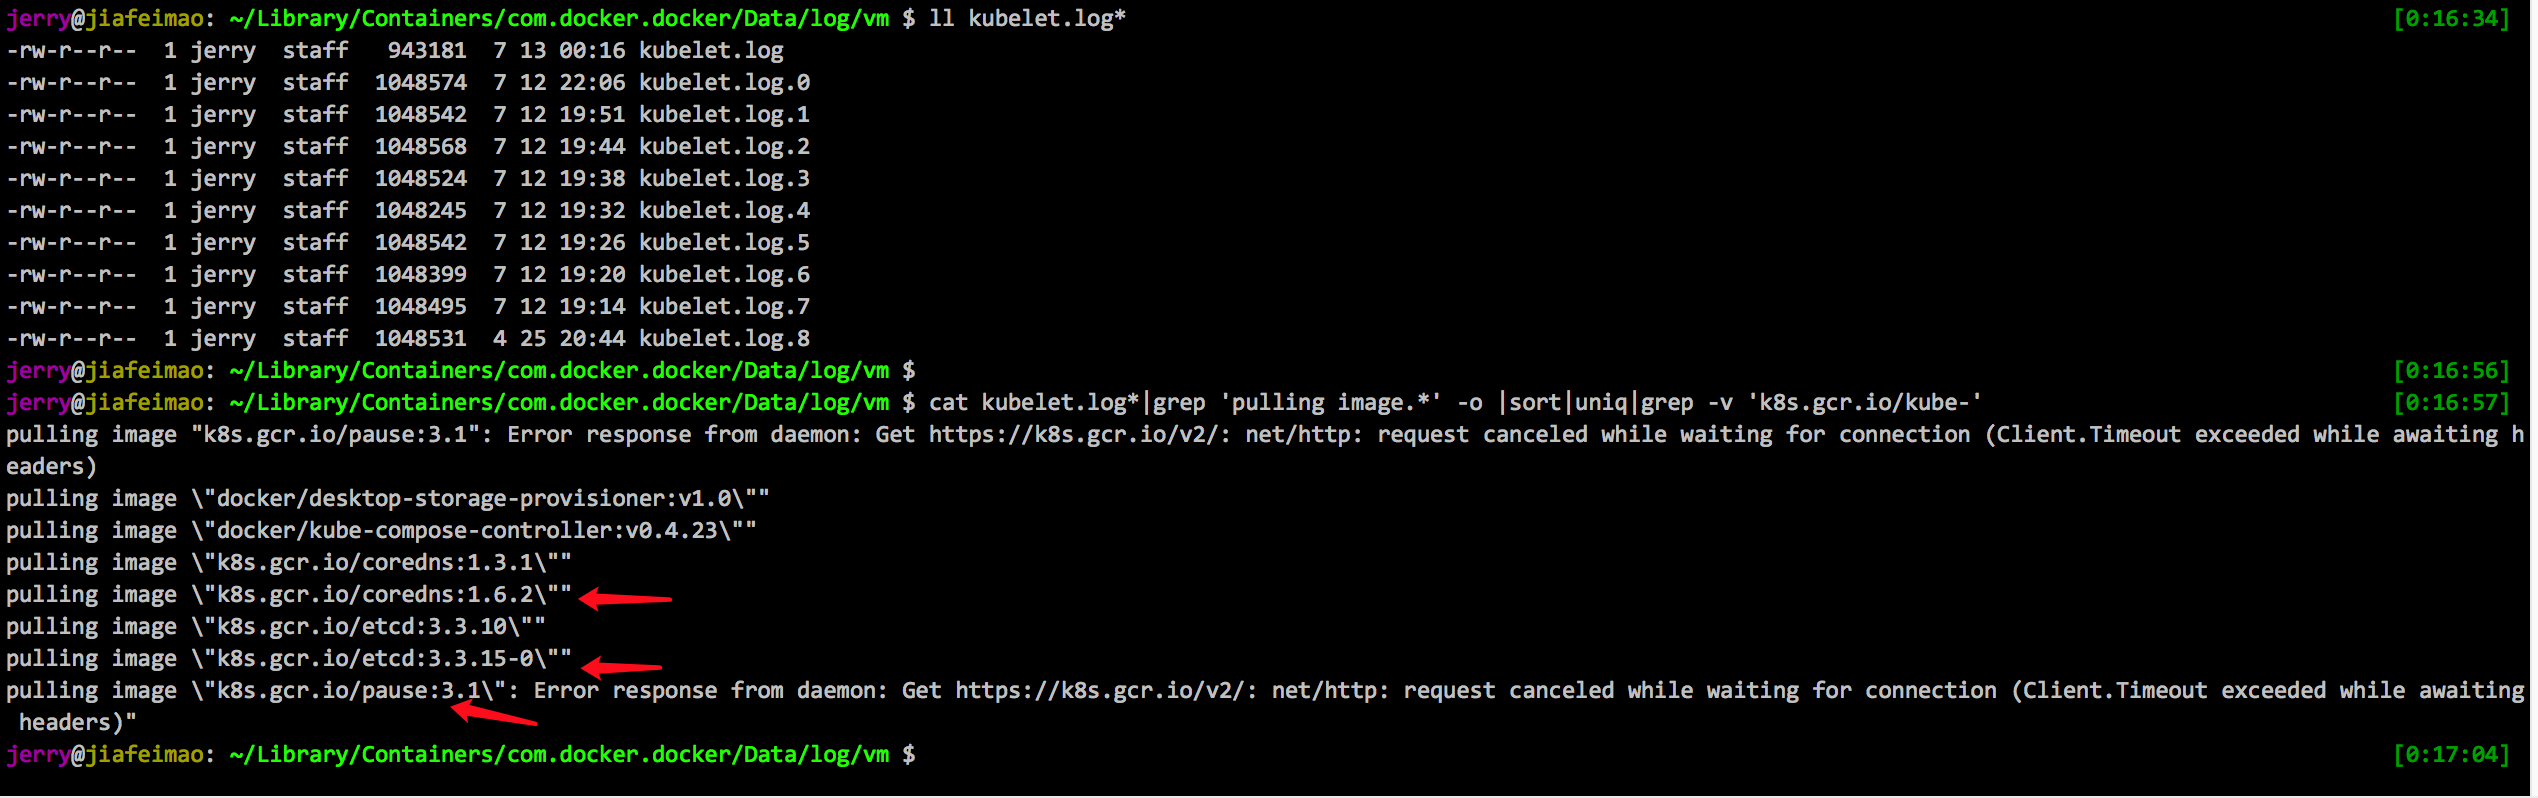 jerry@jiafeimao: ~/Library/Containers/com.docker.docker/Data/log/vm $ ll kubelet.log* [0:16:34]
-rw-r--r--  1 jerry  staff   943181  7 13 00:16 kubelet.log
-rw-r--r--  1 jerry  staff  1048574  7 12 22:06 kubelet.log.0
-rw-r--r--  1 jerry  staff  1048542  7 12 19:51 kubelet.log.1
-rw-r--r--  1 jerry  staff  1048568  7 12 19:44 kubelet.log.2
-rw-r--r--  1 jerry  staff  1048524  7 12 19:38 kubelet.log.3
-rw-r--r--  1 jerry  staff  1048245  7 12 19:32 kubelet.log.4
-rw-r--r--  1 jerry  staff  1048542  7 12 19:26 kubelet.log.5
-rw-r--r--  1 jerry  staff  1048399  7 12 19:20 kubelet.log.6
-rw-r--r--  1 jerry  staff  1048495  7 12 19:14 kubelet.log.7
-rw-r--r--  1 jerry  staff  1048531  4 25 20:44 kubelet.log.8
jerry@jiafeimao: ~/Library/Containers/com.docker.docker/Data/log/vm $ [0:16:56]
jerry@jiafeimao: ~/Library/Containers/com.docker.docker/Data/log/vm $ cat kubelet.log*|grep 'pulling image.*' -o |sort|uniq|grep -v 'k8s.gcr.io/kube-' [0:16:57]
pulling image "k8s.gcr.io/pause:3.1": Error response from daemon: Get https://k8s.gcr.io/v2/: net/http: request canceled while waiting for connection (Client.Timeout exceeded while awaiting h
eaders)
pulling image \"docker/desktop-storage-provisioner:v1.0\""
pulling image \"docker/kube-compose-controller:v0.4.23\""
pulling image \"k8s.gcr.io/coredns:1.3.1\""
pulling image \"k8s.gcr.io/coredns:1.6.2\""
pulling image \"k8s.gcr.io/etcd:3.3.10\""
pulling image \"k8s.gcr.io/etcd:3.3.15-0\""
pulling image \"k8s.gcr.io/pause:3.1\": Error response from daemon: Get https://k8s.gcr.io/v2/: net/http: request canceled while waiting for connection (Client.Timeout exceeded while awaiting
 headers)"
jerry@jiafeimao: ~/Library/Containers/com.docker.docker/Data/log/vm $ [0:17:04]